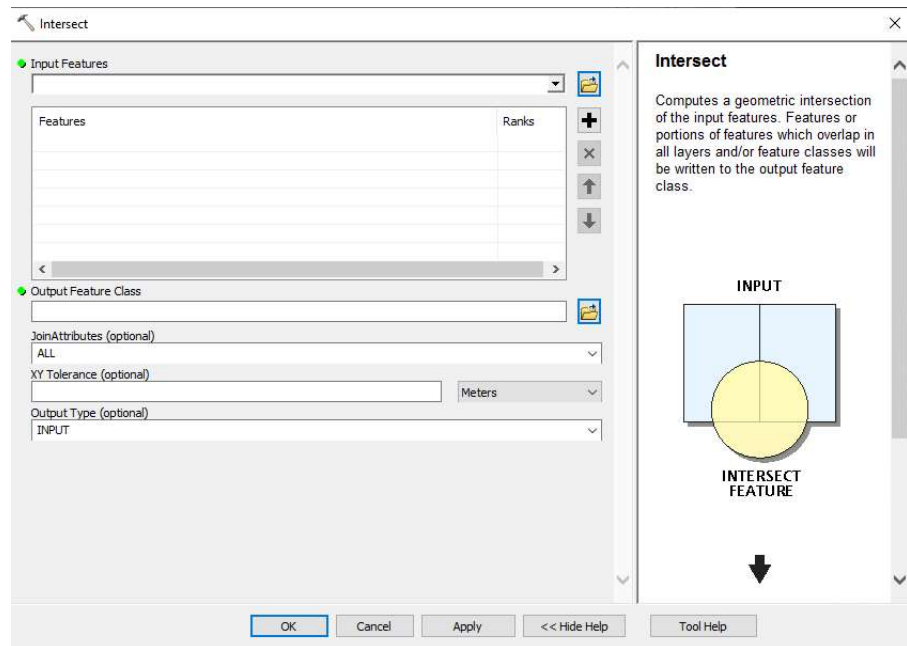 Intersect
Input Features
Features Ranks
Output Feature Class
JoinAttributes (optional)
ALL
XY Tolerance (optional)
Meters
Output Type (optional)
INPUT
Intersect
Computes a geometric intersection
of the input features. Features or
portions of features which overlap in
all layers and/or feature classes will
be written to the output feature
class.
INPUT
INTERSECT
FEATURE
OK Cancel Apply << Hide Help Tool Help